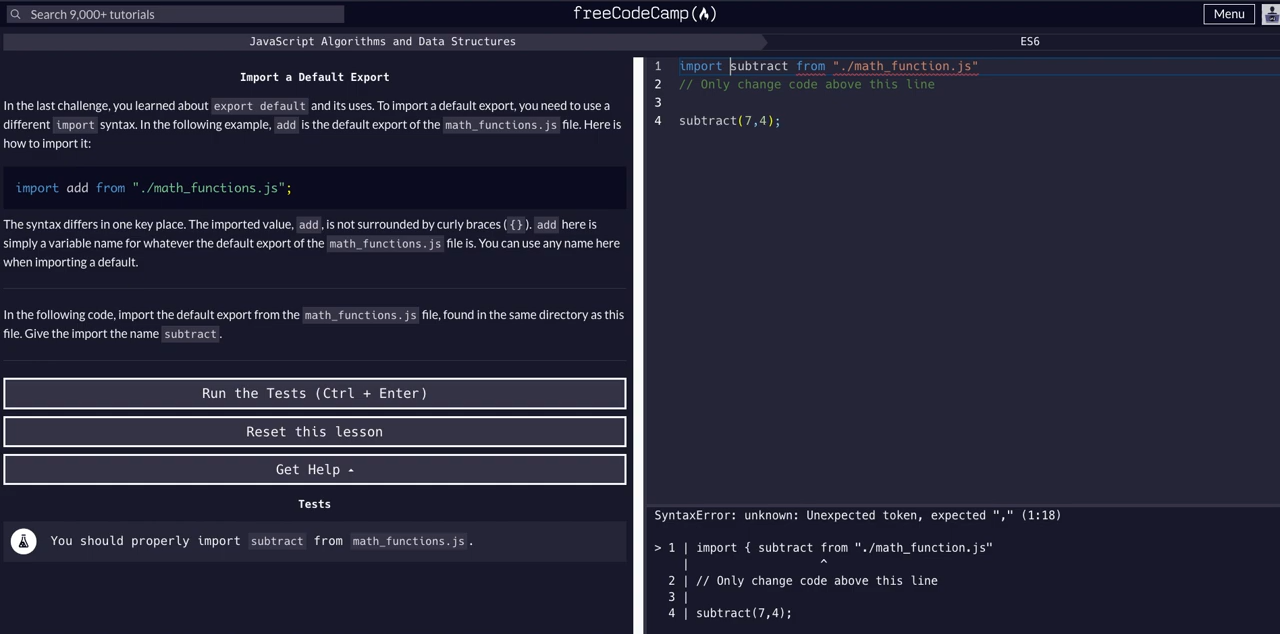 Search 9,000+ tutorials
freeCodeCamp
Menu
JavaScript Algorithms and Data Structures
ES6
Import a Default Export
In the last challenge, you learned about export default and its uses. To import a default export, you need to use a
different import syntax. In the following example, add is the default export of the math_functions.js file. Here is
how to import it:
import add from "./math_functions.js";
The syntax differs in one key place. The imported value, add, is not surrounded by curly braces ({}). add here is
simply a variable name for whatever the default export of the math_functions.js file is. You can use any name here
when importing a default.
In the following code, import the default export from the math_functions.js file, found in the same directory as this
file. Give the import the name subtract.
Run the Tests (Ctrl + Enter)
Reset this lesson
Get Help
Tests
You should properly import subtract from math_functions.js.
1 import subtract from "./math_function.js"
2 // Only change code above this line
3
4 subtract(7,4);
SyntaxError: unknown: Unexpected token, expected "," (1:18)
> 1 | import { subtract from "./math_function.js"
| ^
2 | // Only change code above this line
3 |
4 | subtract(7,4);